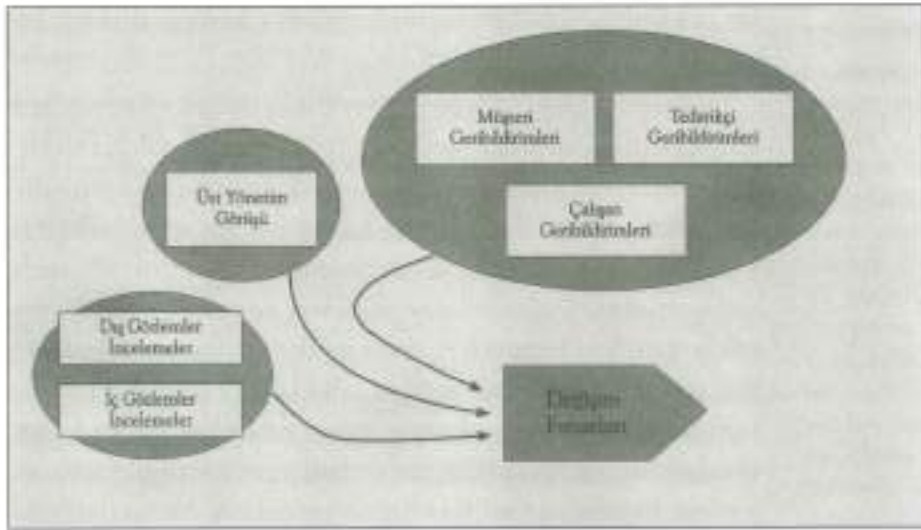 Müşteri
Geribildirimleri
Tedarikçi
Geribildirimleri
Üst Yönetim
Görüşü
Çalışan
Geribildirimleri
Dış Gözlemler
İncelemeler
İç Gözlemler
İncelemeler
Değişim
Fırsatları